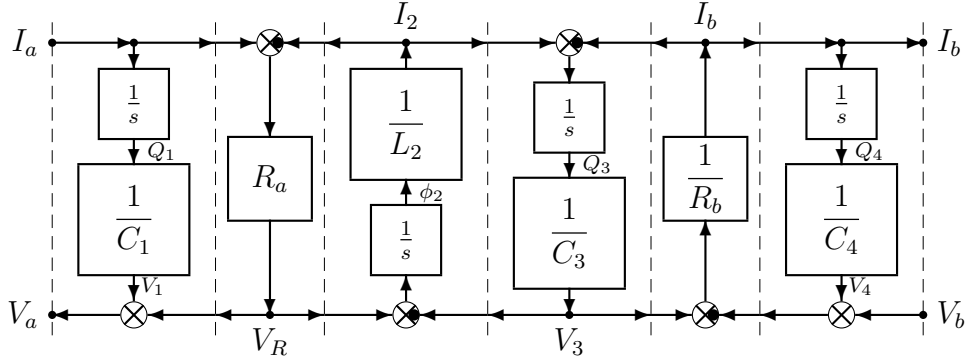 I_a I_2 I_b I_b
1/s 1/L_2 1/s 1/s
Q_1 Q_3 Q_4
1/C_1 R_a ϕ_2 1/C_3 1/R_b 1/C_4
1/s
V_1 V_4
V_a V_R V_3 V_b